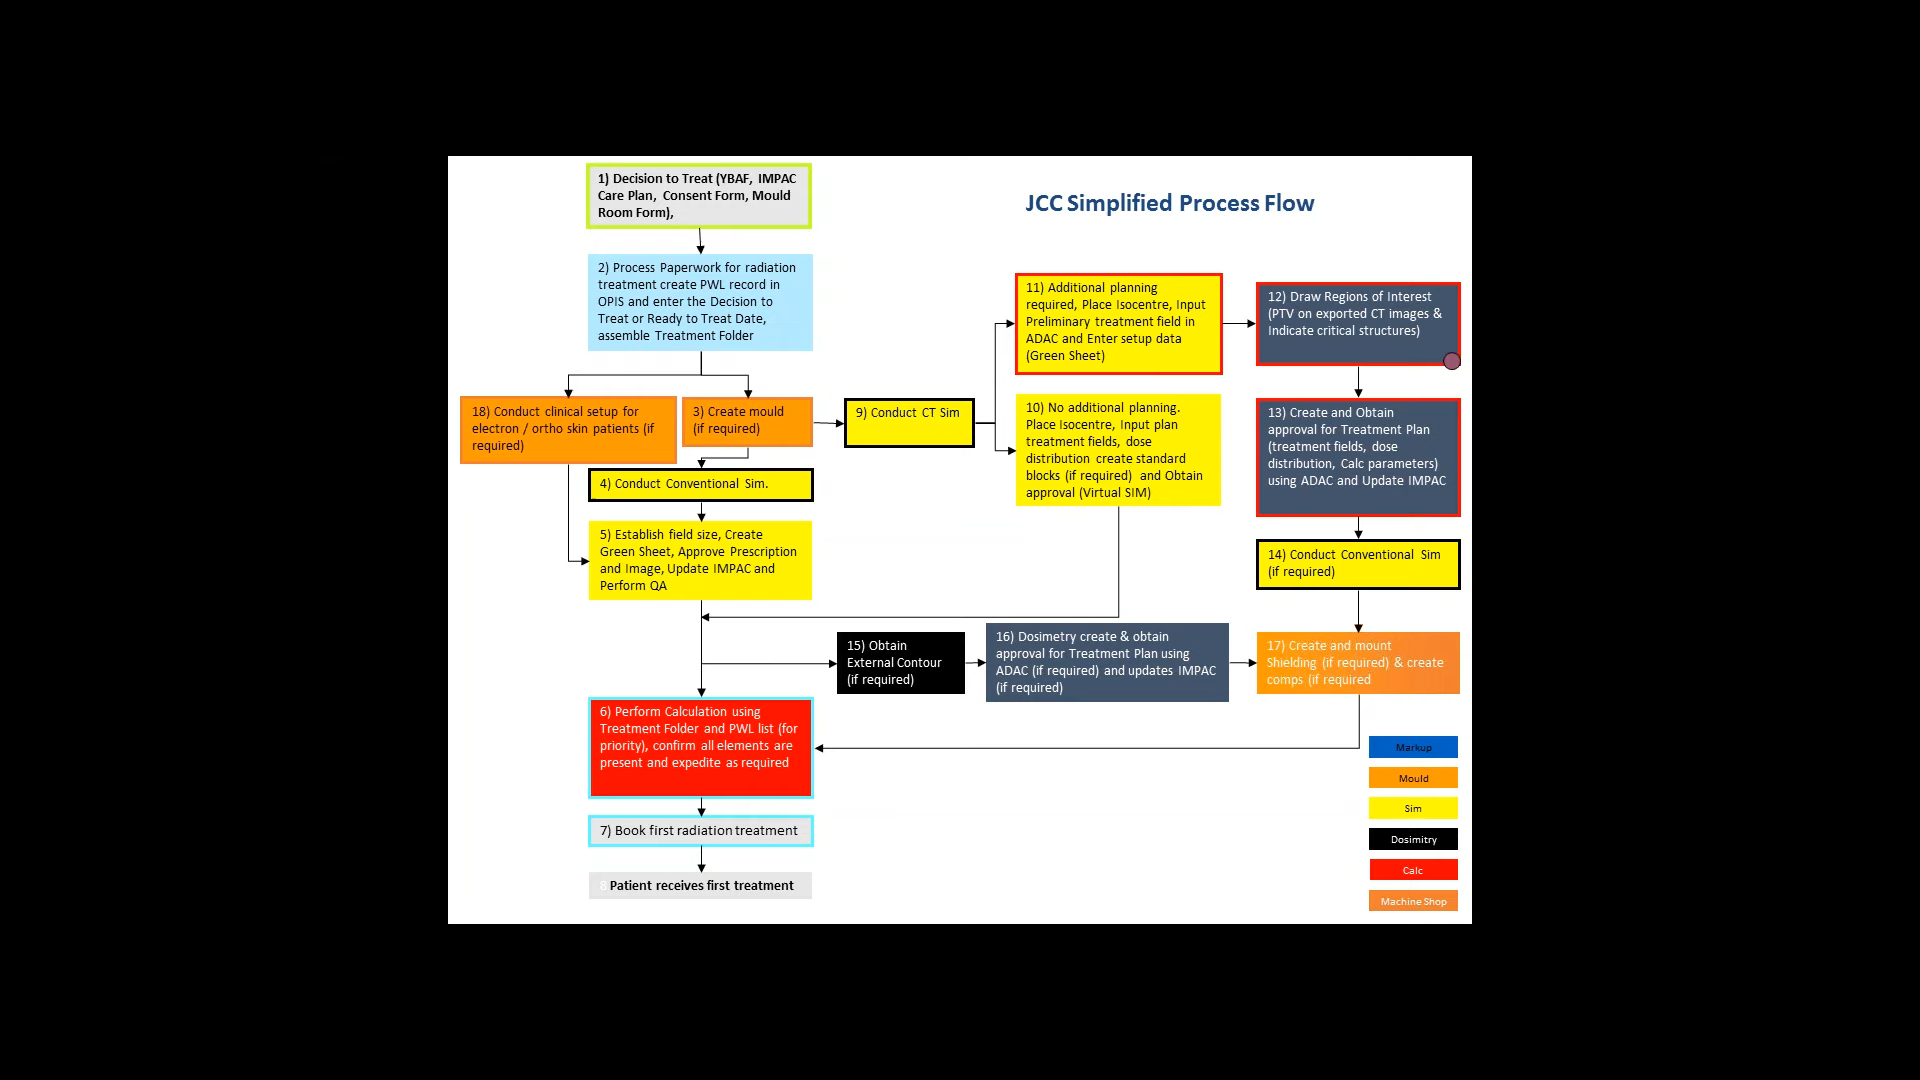 1) Decision to Treat (YBAF, IMPAC
Care Plan, Consent Form, Mould
Room Form),
JCC Simplified Process Flow
2) Process Paperwork for radiation
treatment create PWL record in
OPIS and enter the Decision to
Treat or Ready to Treat Date,
assemble Treatment Folder
11) Additional planning
required, Place Isocentre, Input
Preliminary treatment field in
ADAC and Enter setup data
(Green Sheet)
12) Draw Regions of Interest
(PTV on exported CT images &
Indicate critical structures)
18) Conduct clinical setup for
electron / ortho skin patients (if
required)
3) Create mould
(if required)
9) Conduct CT Sim
10) No additional planning.
Place Isocentre, Input plan
treatment fields, dose
distribution create standard
blocks (if required) and Obtain
approval (Virtual SIM)
13) Create and Obtain
approval for Treatment Plan
(treatment fields, dose
distribution, Calc parameters)
using ADAC and Update IMPAC
4) Conduct Conventional Sim.
5) Establish field size, Create
Green Sheet, Approve Prescription
and Image, Update IMPAC and
Perform QA
14) Conduct Conventional Sim
(if required)
15) Obtain
External Contour
(if required)
16) Dosimetry create & obtain
approval for Treatment Plan using
ADAC (if required) and updates IMPAC
(if required)
17) Create and mount
Shielding (if required) & create
comps (if required
6) Perform Calculation using
Treatment Folder and PWL list (for
priority), confirm all elements are
present and expedite as required
7) Book first radiation treatment
Patient receives first treatment
Markup
Mould
Sim
Dosimitry
Calc
Machine Shop